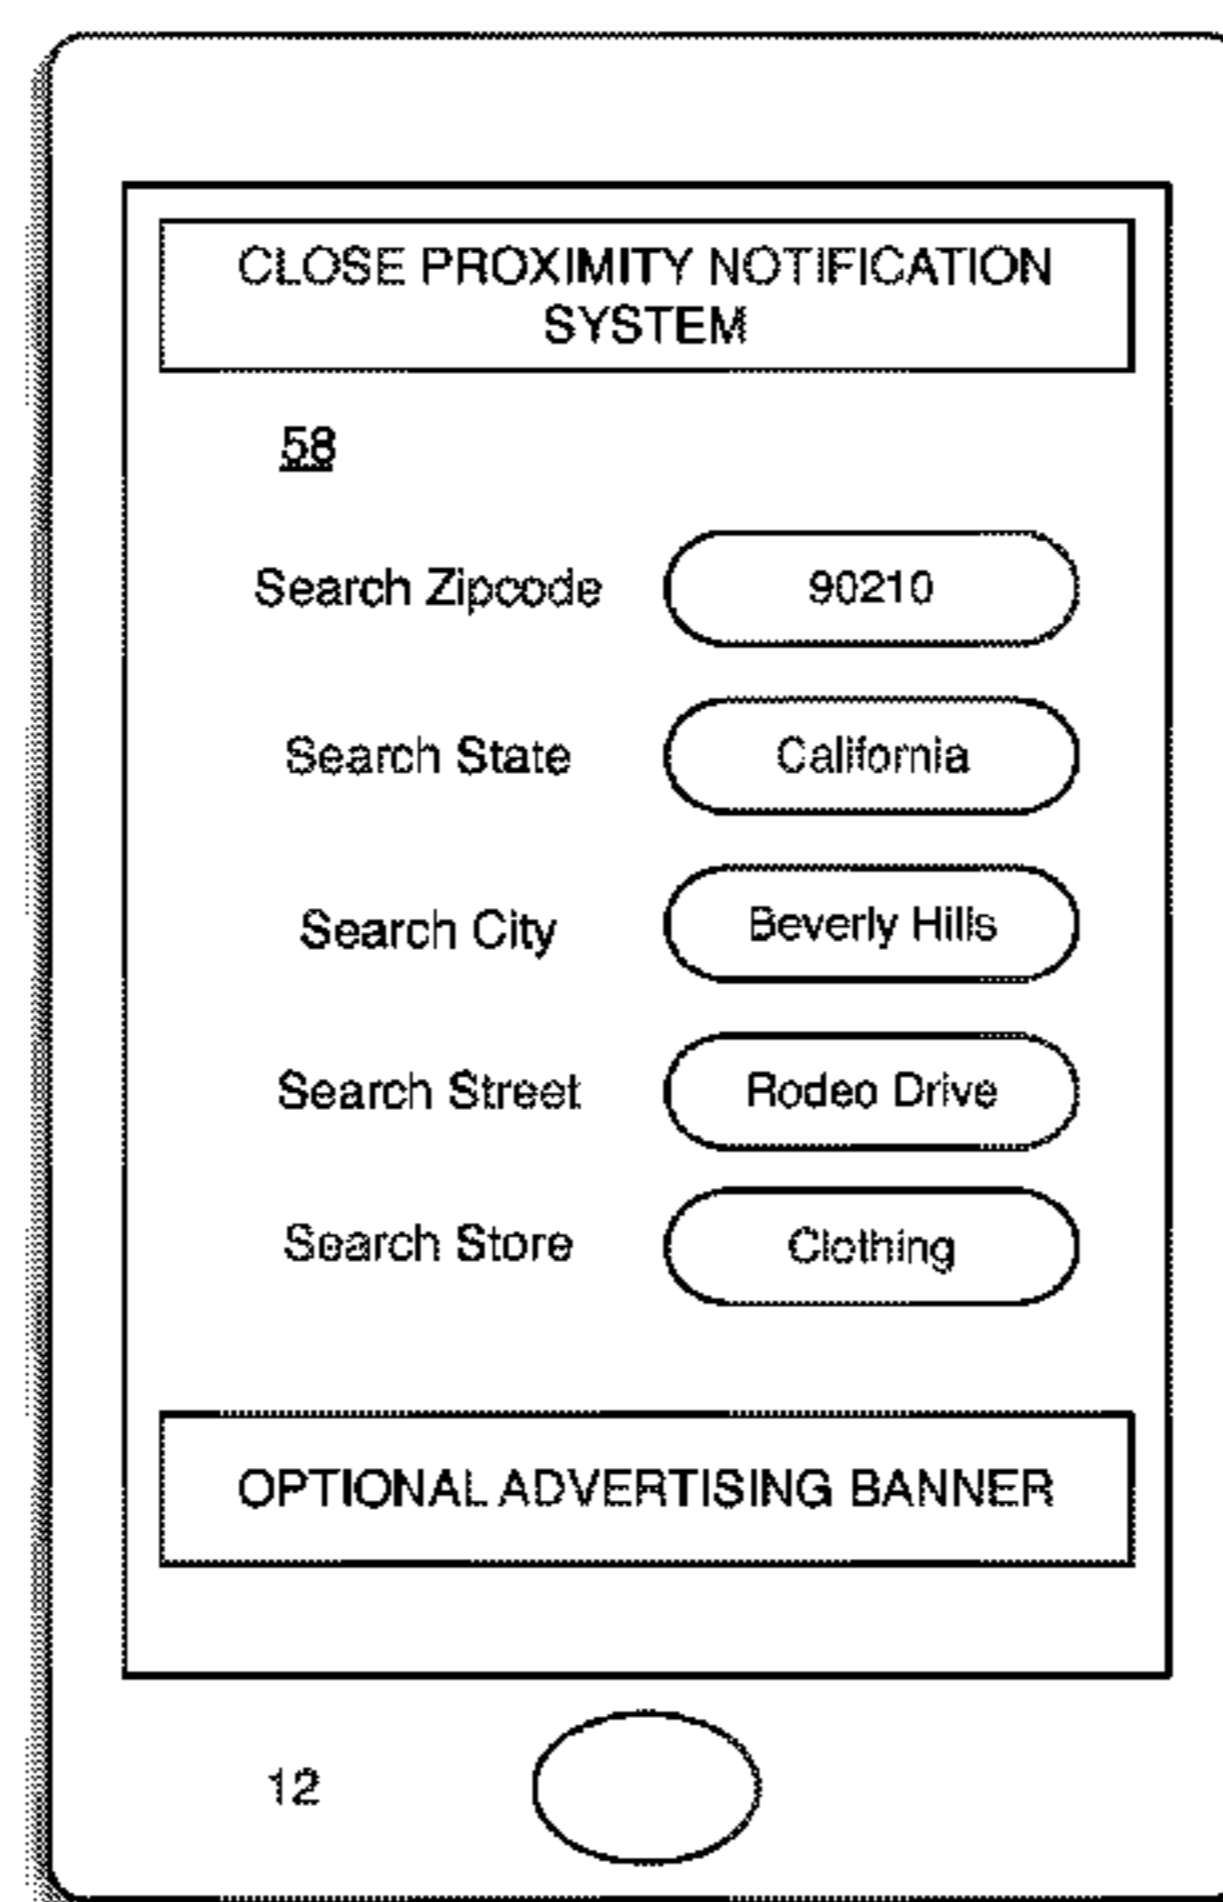 CLOSE PROXIMITY NOTIFICATION
SYSTEM
58
Search Zipcode 90210
Search State California
Search City Beverly Hills
Search Street Rodeo Drive
Search Store Clothing
OPTIONAL ADVERTISING BANNER
12